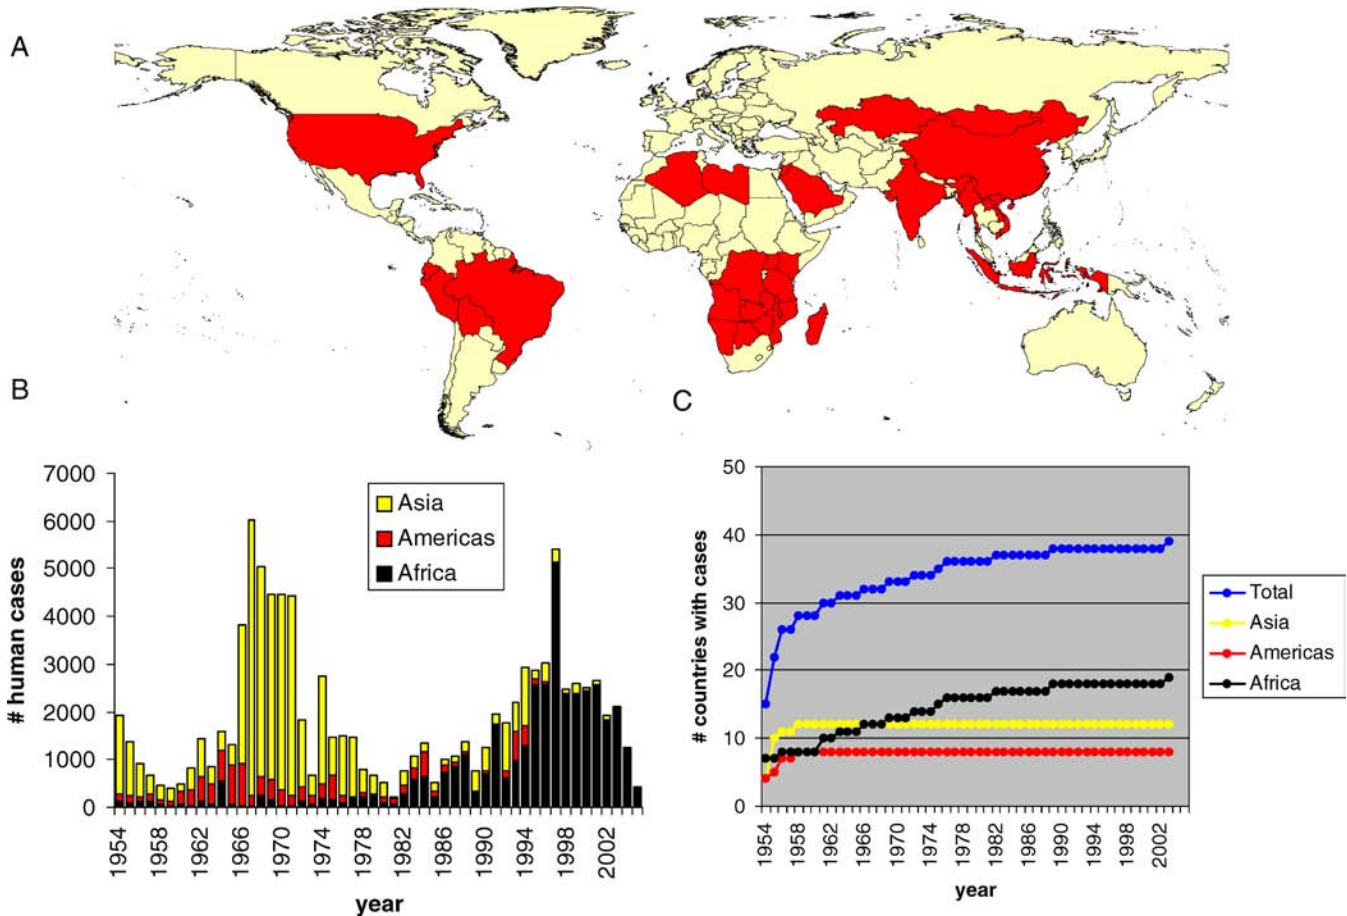 A
B
7000
6000
5000
4000
3000
2000
1000
0
# human cases
Asia
Americas
Africa
1954
1958
1962
1966
1970
1974
1978
1982
1986
1990
1994
1998
2002
year
C
50
40
30
20
10
0
# countries with cases
1954
1958
1962
1966
1970
1974
1978
1982
1986
1990
1994
1998
2002
year
Total
Asia
Americas
Africa